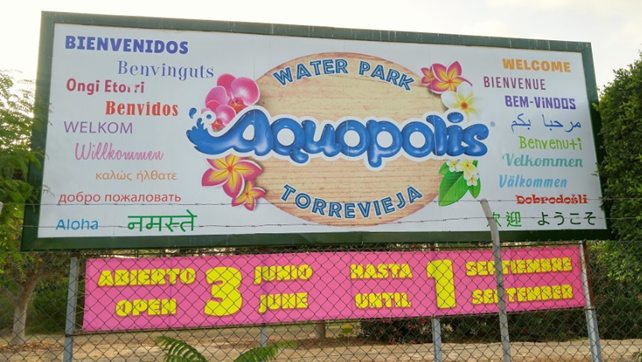 BIENVENIDOS
Benvinguts
Ongi Etorri
Benvidos
WELKOM
Willkommen
καλώς ήλθατε
добро пожаловать
Aloha
नमस्ते
WATER PARK
Aquopolis
TORREVIEJA
WELCOME
BIENVENUE
BEM-VINDOS
مرحبا بكم
Benvenuti
Velkommen
Välkommen
Dobrodošli
欢迎 ようこそ
ABIERTO 3 JUNIO HASTA 1 SEPTIEMBRE
OPEN JUNE UNTIL SEPTEMBER